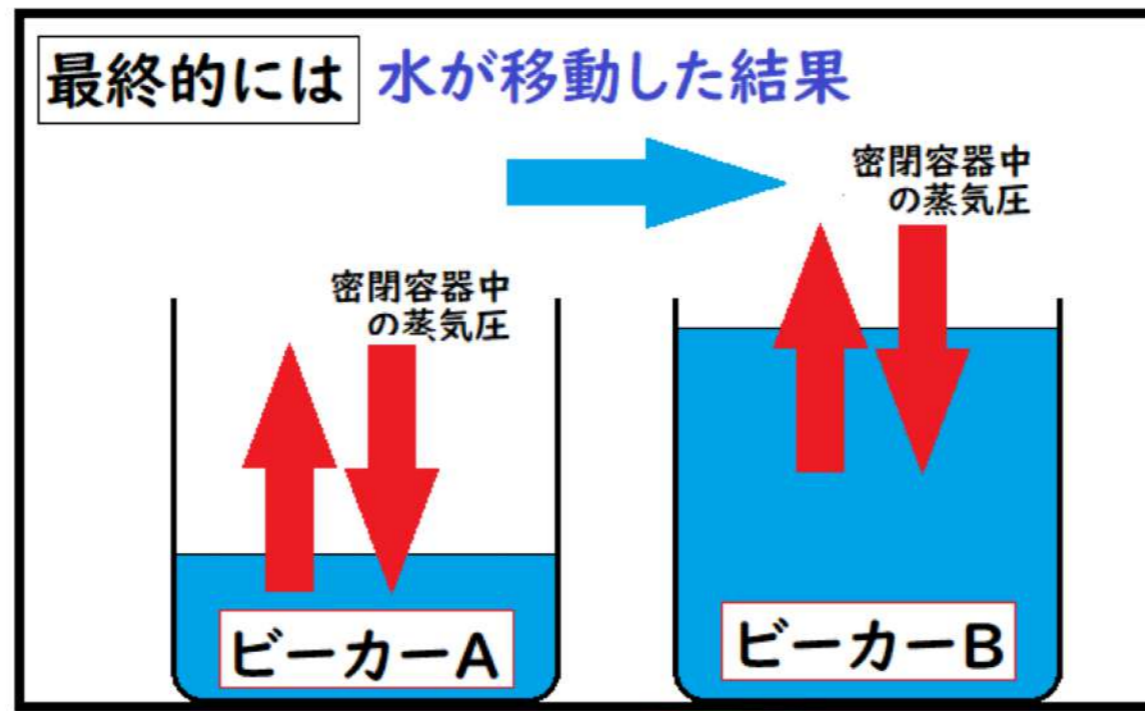 最終的には 水が移動した結果
密閉容器中
の蒸気圧
密閉容器中
の蒸気圧
ビーカーA
ビーカーB